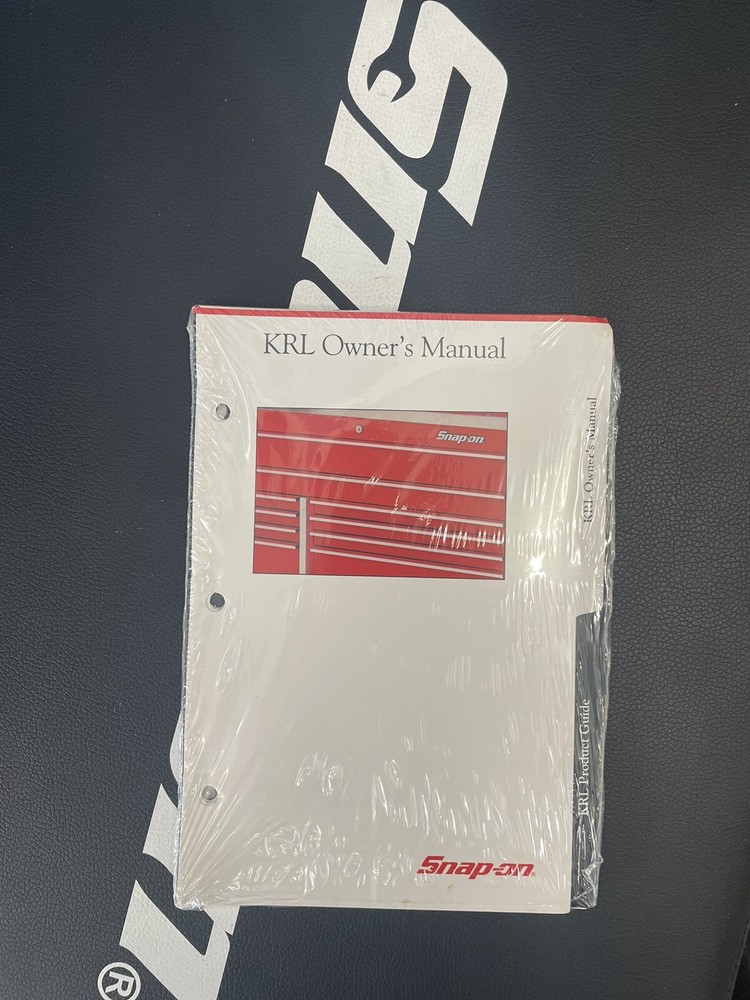 KRL Owner's Manual
Snap-on
KRL Owner's Manual
KRL Product Guide
Snap-on
®